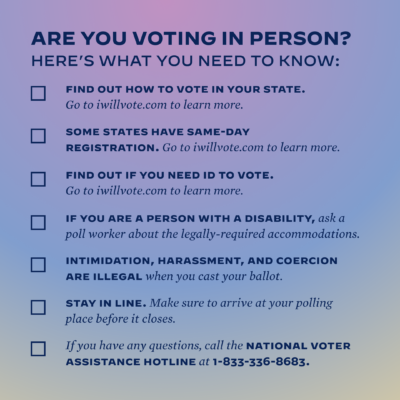 ARE YOU VOTING IN PERSON?
HERE'S WHAT YOU NEED TO KNOW:
FIND OUT HOW TO VOTE IN YOUR STATE.
Go to iwillvote.com to learn more.
SOME STATES HAVE SAME-DAY
REGISTRATION. Go to iwillvote.com to learn more.
FIND OUT IF YOU NEED ID TO VOTE.
Go to iwillvote.com to learn more.
IF YOU ARE A PERSON WITH A DISABILITY, ask a
poll worker about the legally-required accommodations.
INTIMIDATION, HARASSMENT, AND COERCION
ARE ILLEGAL when you cast your ballot.
STAY IN LINE. Make sure to arrive at your polling
place before it closes.
If you have any questions, call the NATIONAL VOTER
ASSISTANCE HOTLINE at 1-833-336-8683.